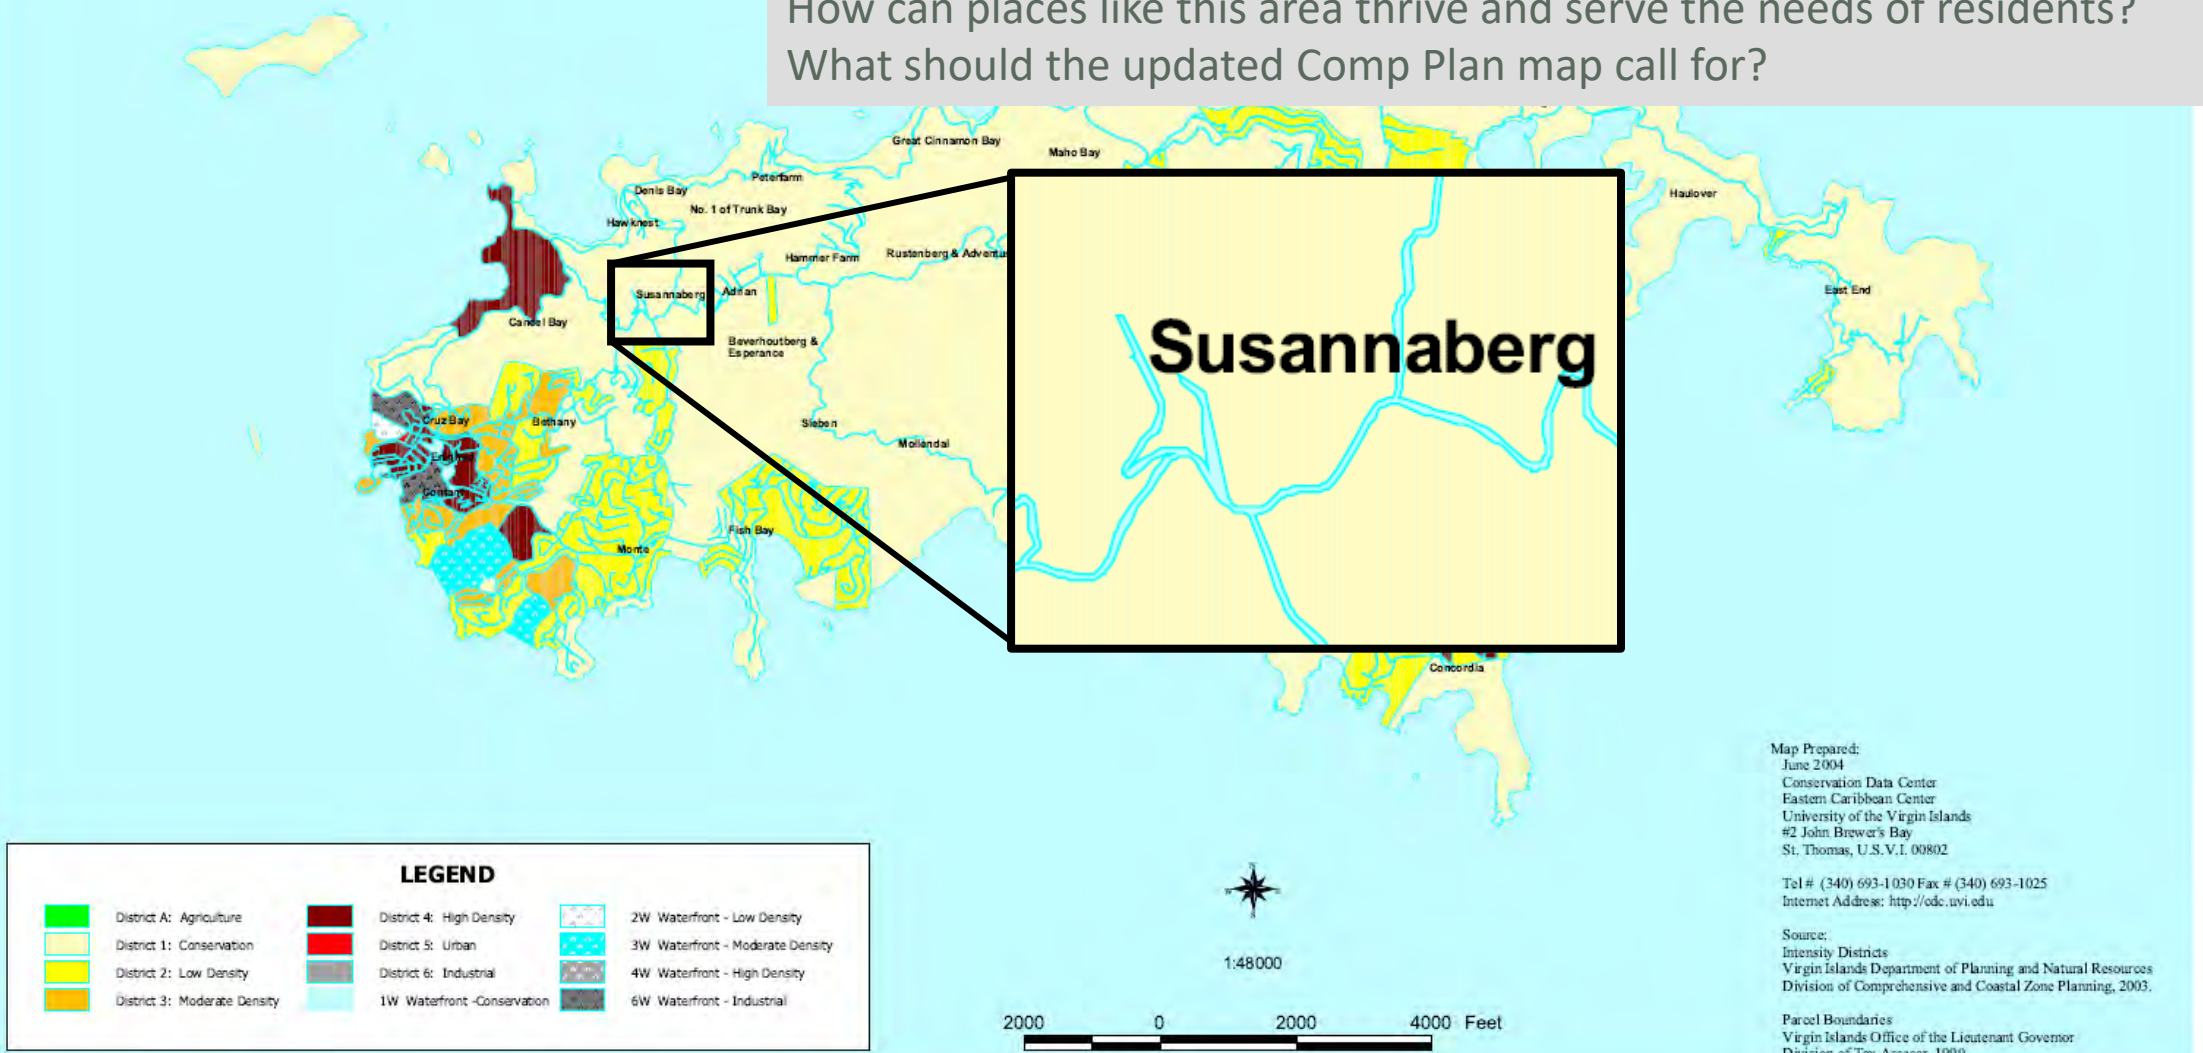 How can places like this area thrive and serve the needs of residents?
What should the updated Comp Plan map call for?
Great Cinnamon Bay
Maho Bay
Peterfarm
Denis Bay
No. 1 of Trunk Bay
Hawknest
Haulover
Hammer Farm
Rustenberg & Adventu
Susannaberg
Adrian
East End
Caneel Bay
Beverhoutberg &
Esperance
Susannaberg
Cruz Bay
Bethany
Sieben
Mollendal
Contant
Fish Bay
Monte
Concordia
Map Prepared:
June 2004
Conservation Data Center
Eastern Caribbean Center
University of the Virgin Islands
#2 John Brewer's Bay
St. Thomas, U.S.V.I. 00802
Tel # (340) 693-1030 Fax # (340) 693-1025
Internet Address: http://cdc.uvi.edu
Source:
Intensity Districts
Virgin Islands Department of Planning and Natural Resources
Division of Comprehensive and Coastal Zone Planning, 2003.
Parcel Boundaries
Virgin Islands Office of the Lieutenant Governor
Division of Tax Assessor, 1999
LEGEND
District A: Agriculture
District 1: Conservation
District 2: Low Density
District 3: Moderate Density
District 4: High Density
District 5: Urban
District 6: Industrial
1W Waterfront -Conservation
2W Waterfront - Low Density
3W Waterfront - Moderate Density
4W Waterfront - High Density
6W Waterfront - Industrial
N
1:48000
2000 0 2000 4000 Feet